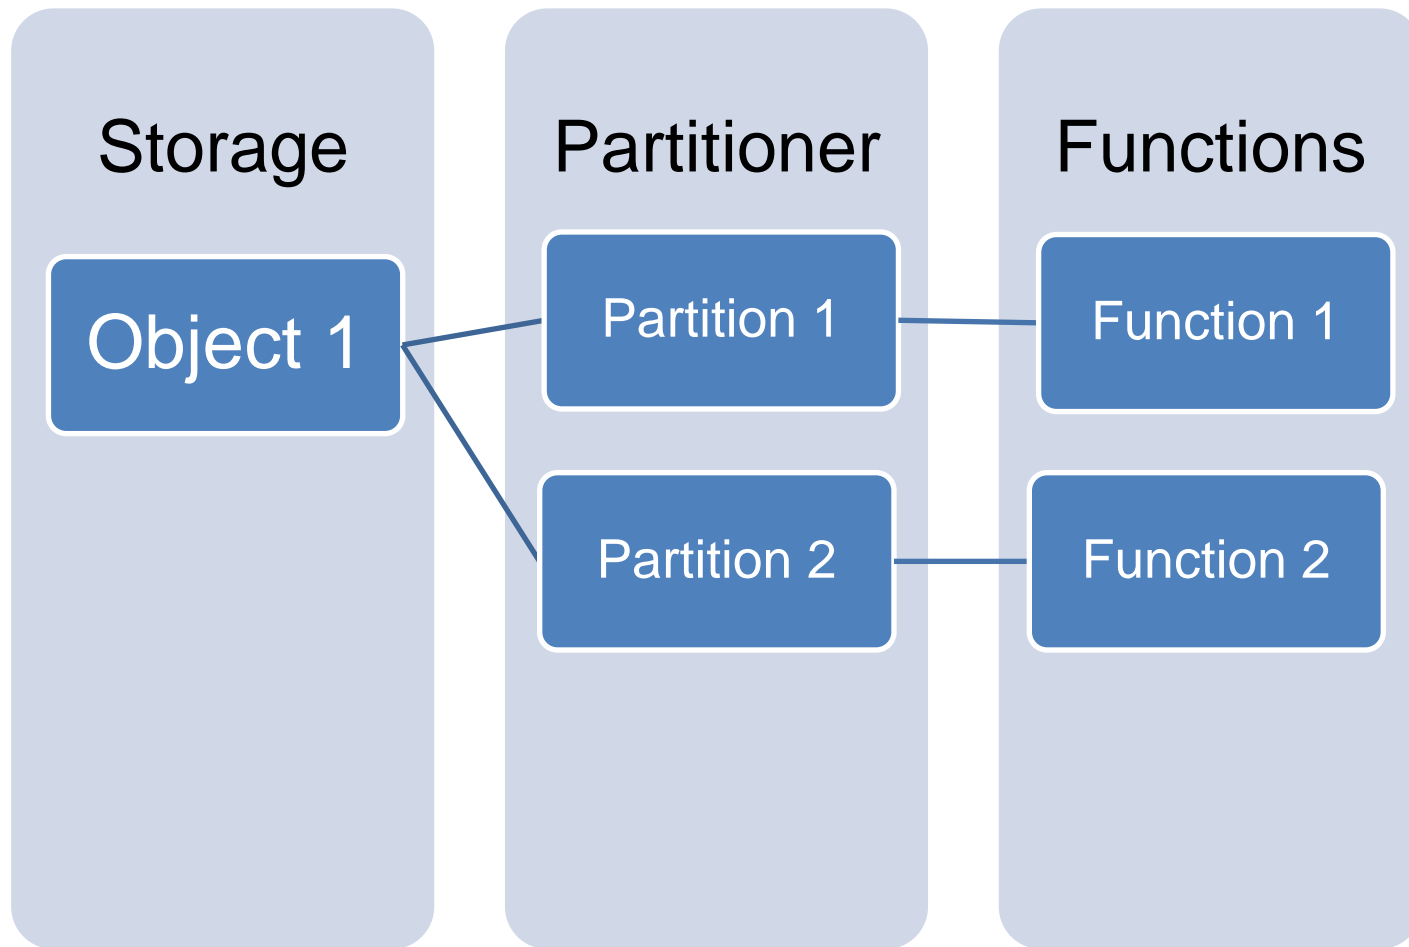 Storage
Partitioner
Functions
Object 1
Partition 1
Function 1
Partition 2
Function 2